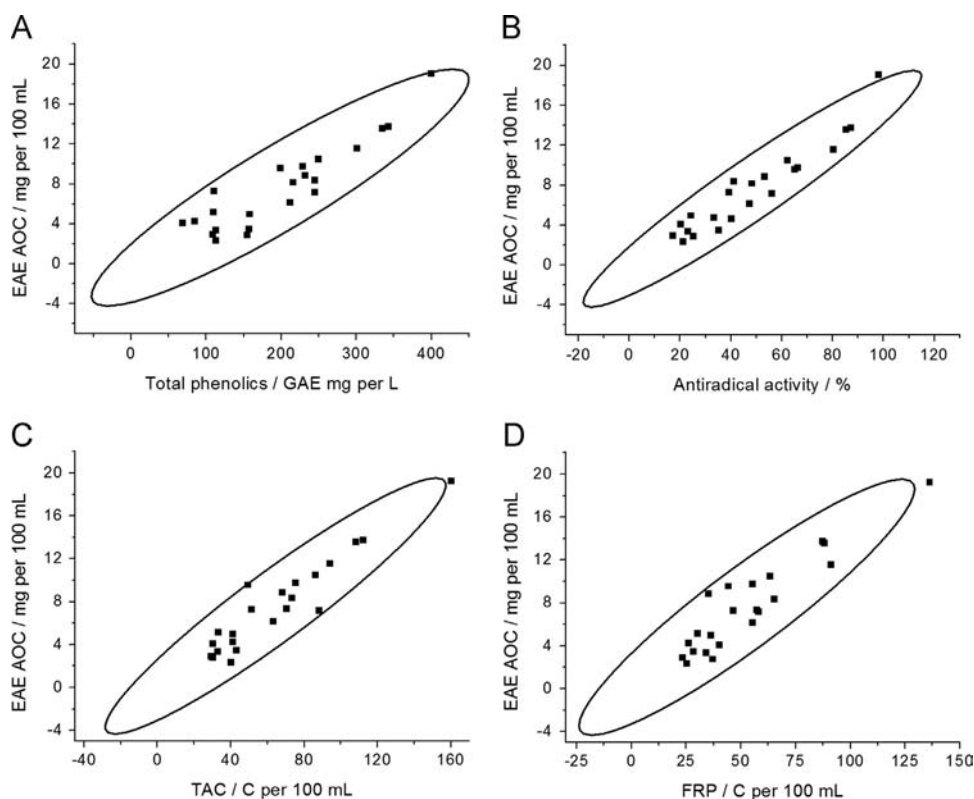 A
EAE AOC / mg per 100 mL
20
16
12
8
4
0
-4
0 100 200 300 400
Total phenolics / GAE mg per L
B
EAE AOC / mg per 100 mL
20
16
12
8
4
0
-4
-20 0 20 40 60 80 100 120
Antiradical activity / %
C
EAE AOC / mg per 100 mL
20
16
12
8
4
0
-4
-40 0 40 80 120 160
TAC / C per 100 mL
D
EAE AOC / mg per 100 mL
20
16
12
8
4
0
-4
-25 0 25 50 75 100 125 150
FRP / C per 100 mL